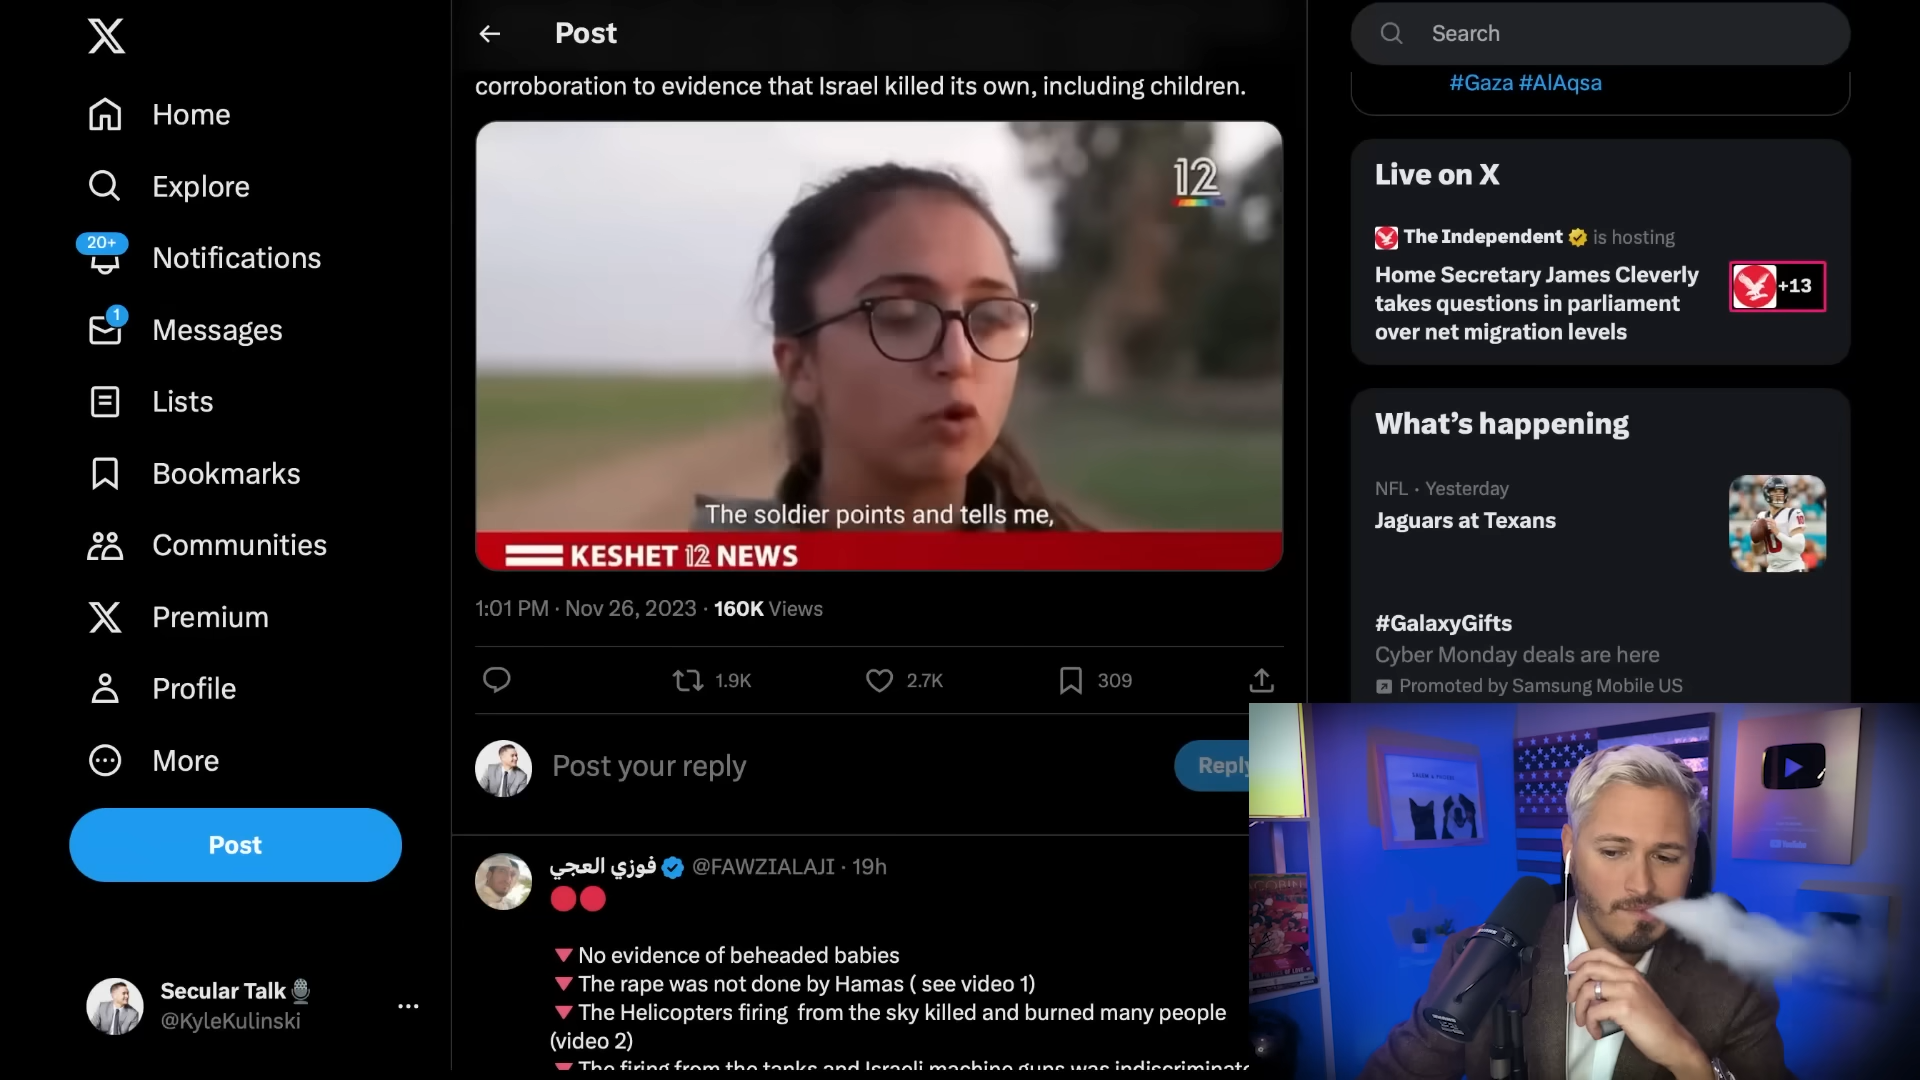 Home
Explore
20+
Notifications
1
Messages
Lists
Bookmarks
Communities
Premium
Profile
More
Post
Secular Talk🎙️
@KyleKulinski
Post
corroboration to evidence that Israel killed its own, including children.
12
The soldier points and tells me,
KESHET 12 NEWS
1:01 PM · Nov 26, 2023 · 160K Views
1.9K
2.7K
309
Post your reply
Reply
فوزي العجي @FAWZIALAJI · 19h
🔴🔴
🔻No evidence of beheaded babies
🔻The rape was not done by Hamas ( see video 1)
🔻The Helicopters firing from the sky killed and burned many people
(video 2)
🔻The firing from the tanks and Israeli machine guns was
Search
#Gaza #AlAqsa
Live on X
The Independent is hosting
Home Secretary James Cleverly
takes questions in parliament
over net migration levels
+13
What's happening
NFL · Yesterday
Jaguars at Texans
#GalaxyGifts
Cyber Monday deals are here
Promoted by Samsung Mobile US